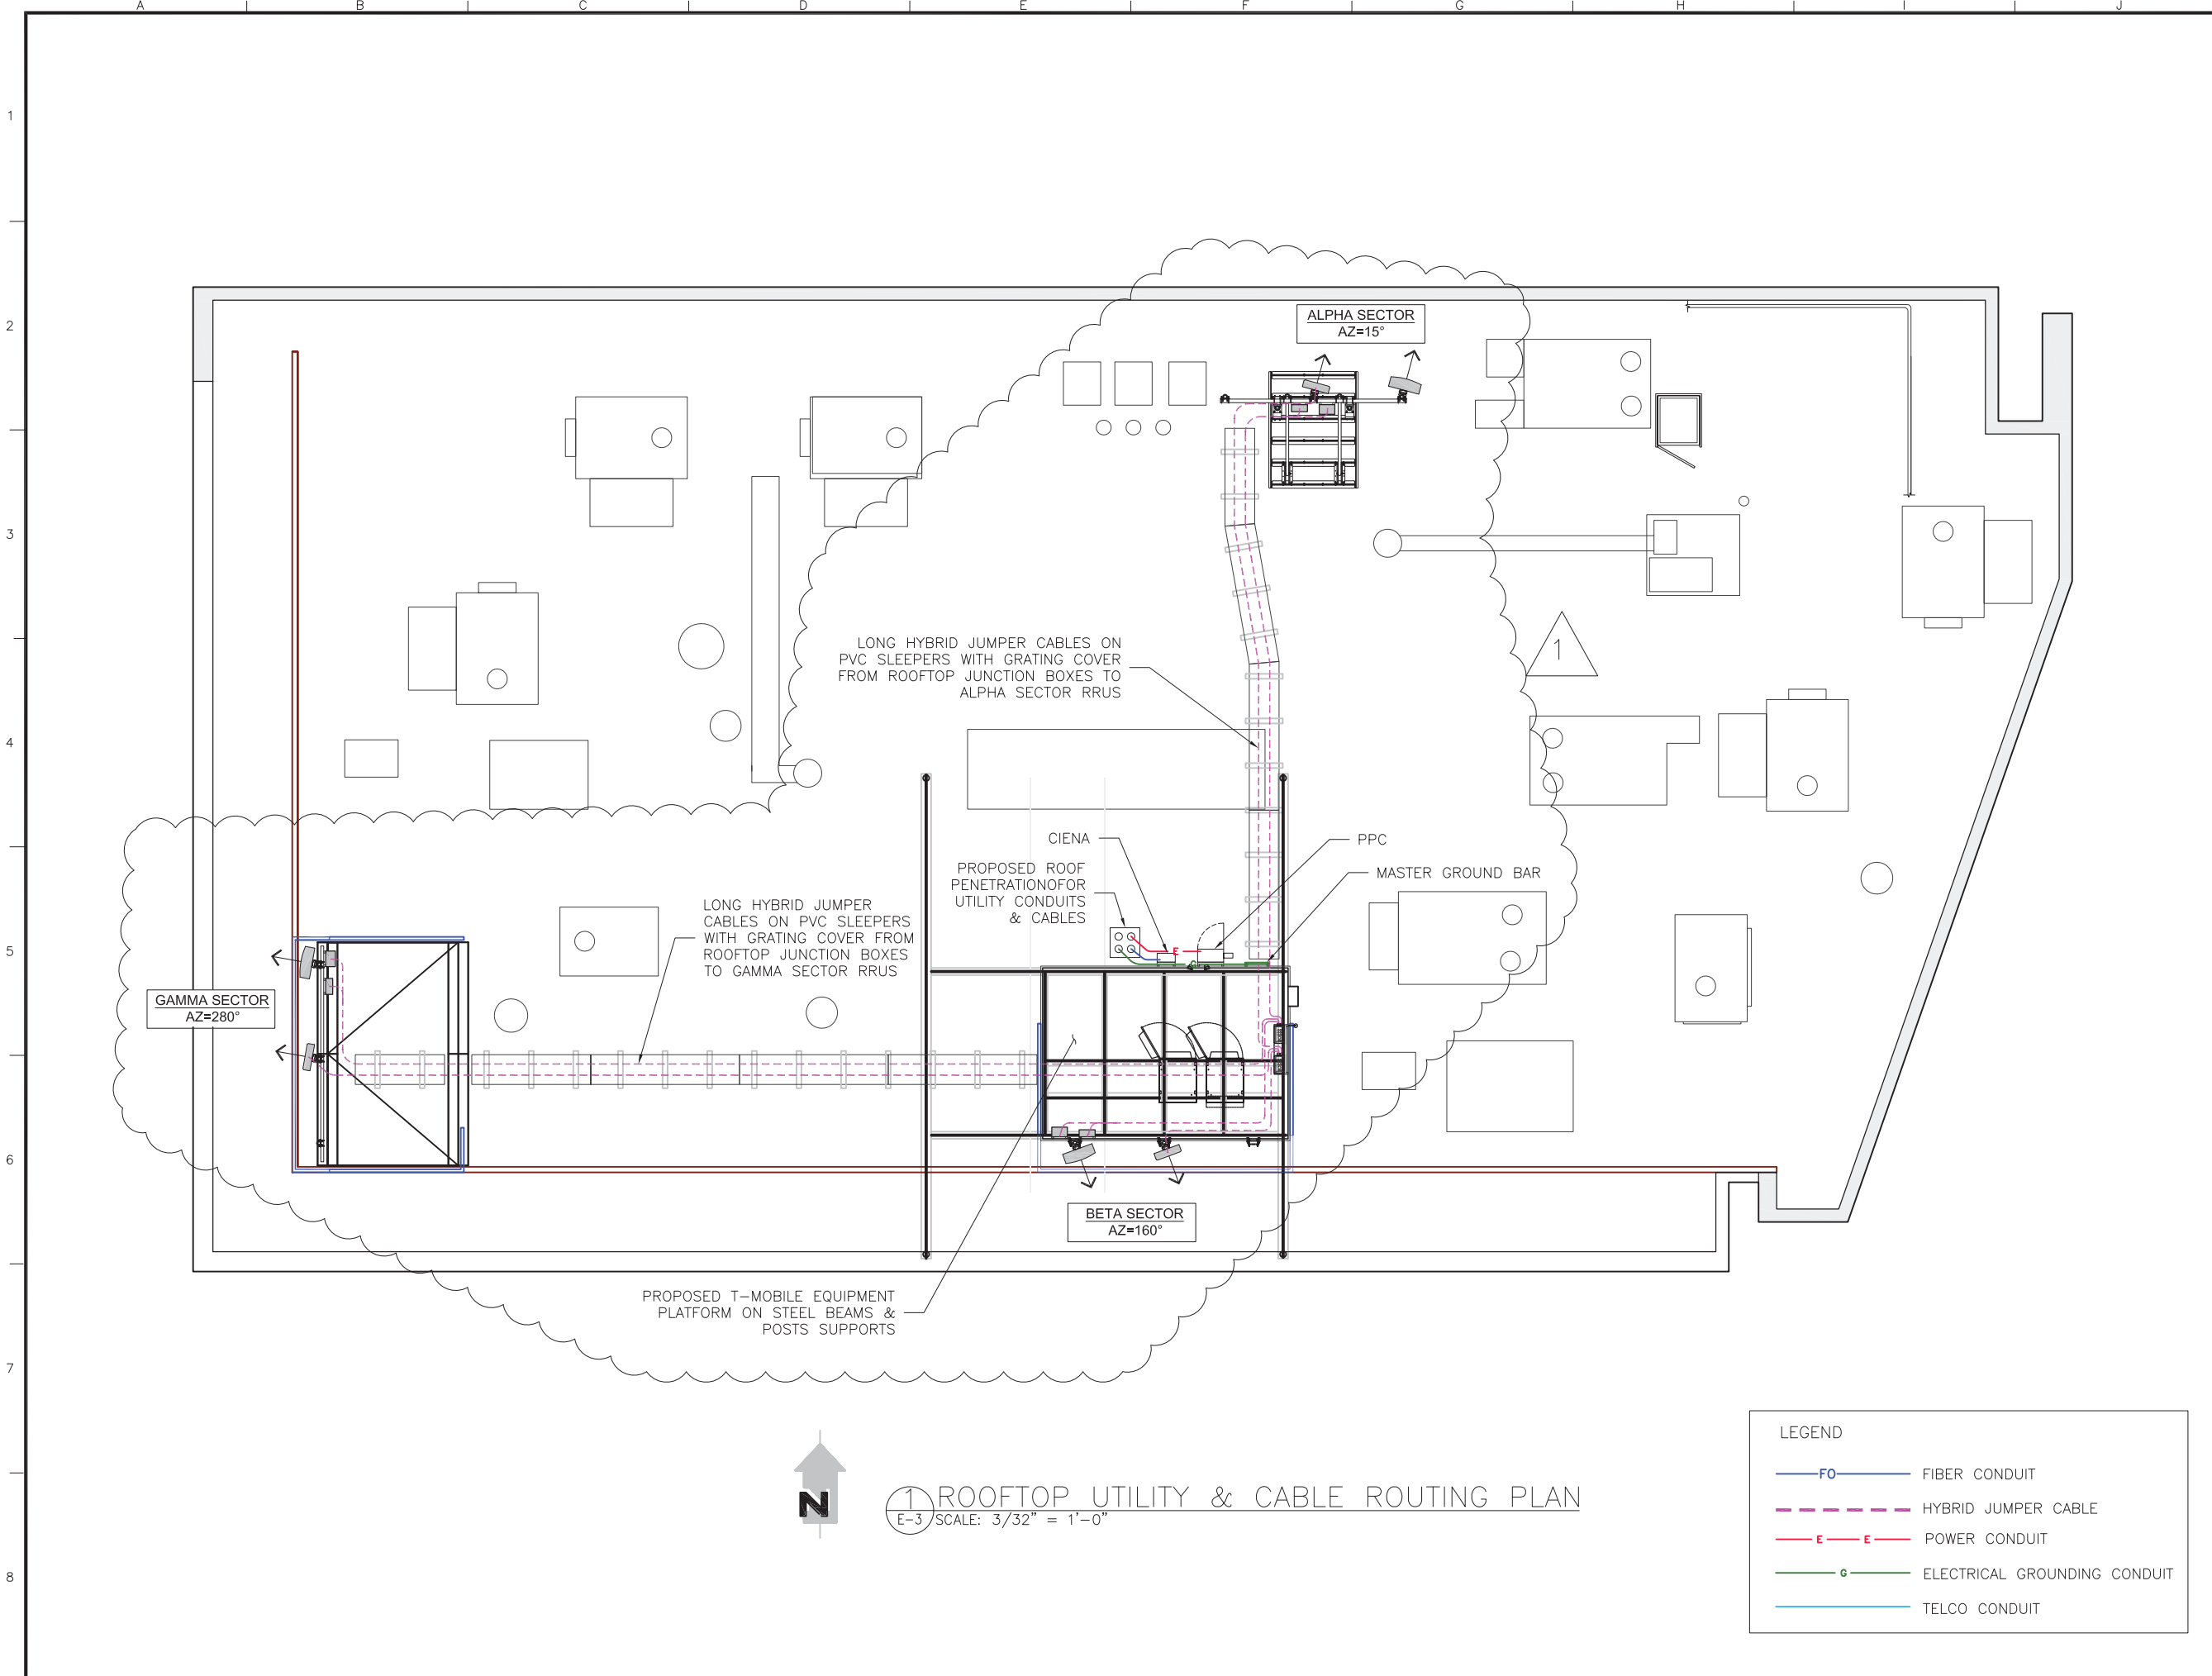 A B C D E F G H I J
1
2
3
4
5
6
7
8
ALPHA SECTOR
AZ=15°
1
LONG HYBRID JUMPER CABLES ON
PVC SLEEPERS WITH GRATING COVER
FROM ROOFTOP JUNCTION BOXES TO
ALPHA SECTOR RRUS
CIENA
PPC
PROPOSED ROOF
PENETRATIONOFOR
UTILITY CONDUITS
& CABLES
MASTER GROUND BAR
E
G
LONG HYBRID JUMPER
CABLES ON PVC SLEEPERS
WITH GRATING COVER FROM
ROOFTOP JUNCTION BOXES
TO GAMMA SECTOR RRUS
GAMMA SECTOR
AZ=280°
BETA SECTOR
AZ=160°
PROPOSED T-MOBILE EQUIPMENT
PLATFORM ON STEEL BEAMS &
POSTS SUPPORTS
N
1
E-3
ROOFTOP UTILITY & CABLE ROUTING PLAN
SCALE: 3/32" = 1'-0"
LEGEND
FO FIBER CONDUIT
HYBRID JUMPER CABLE
E E POWER CONDUIT
G ELECTRICAL GROUNDING CONDUIT
TELCO CONDUIT